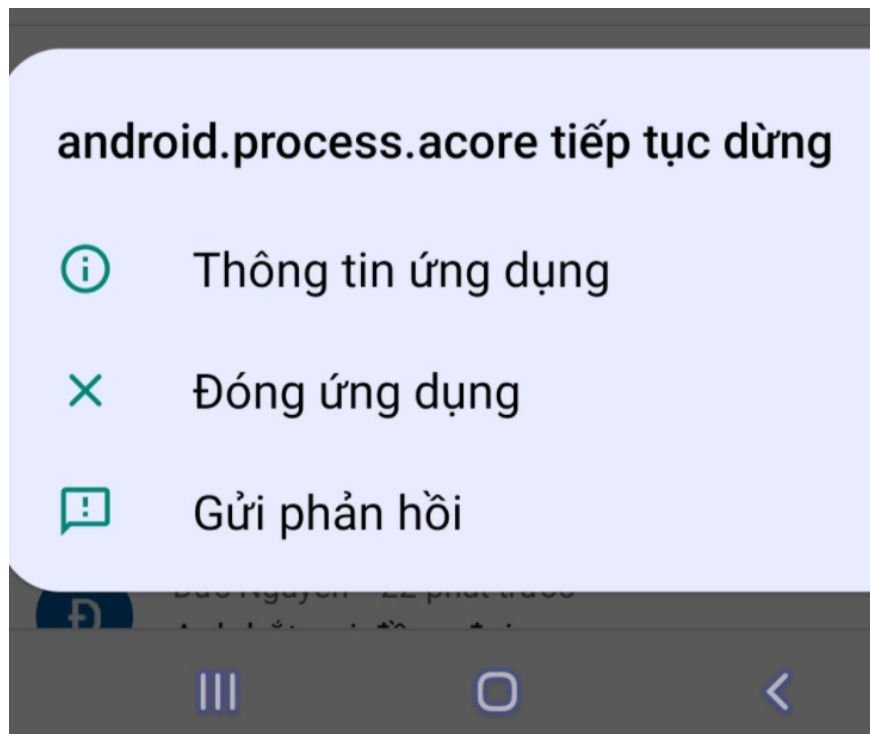 android.process.acore tiếp tục dừng
Thông tin ứng dụng
Đóng ứng dụng
Gửi phản hồi
Đ